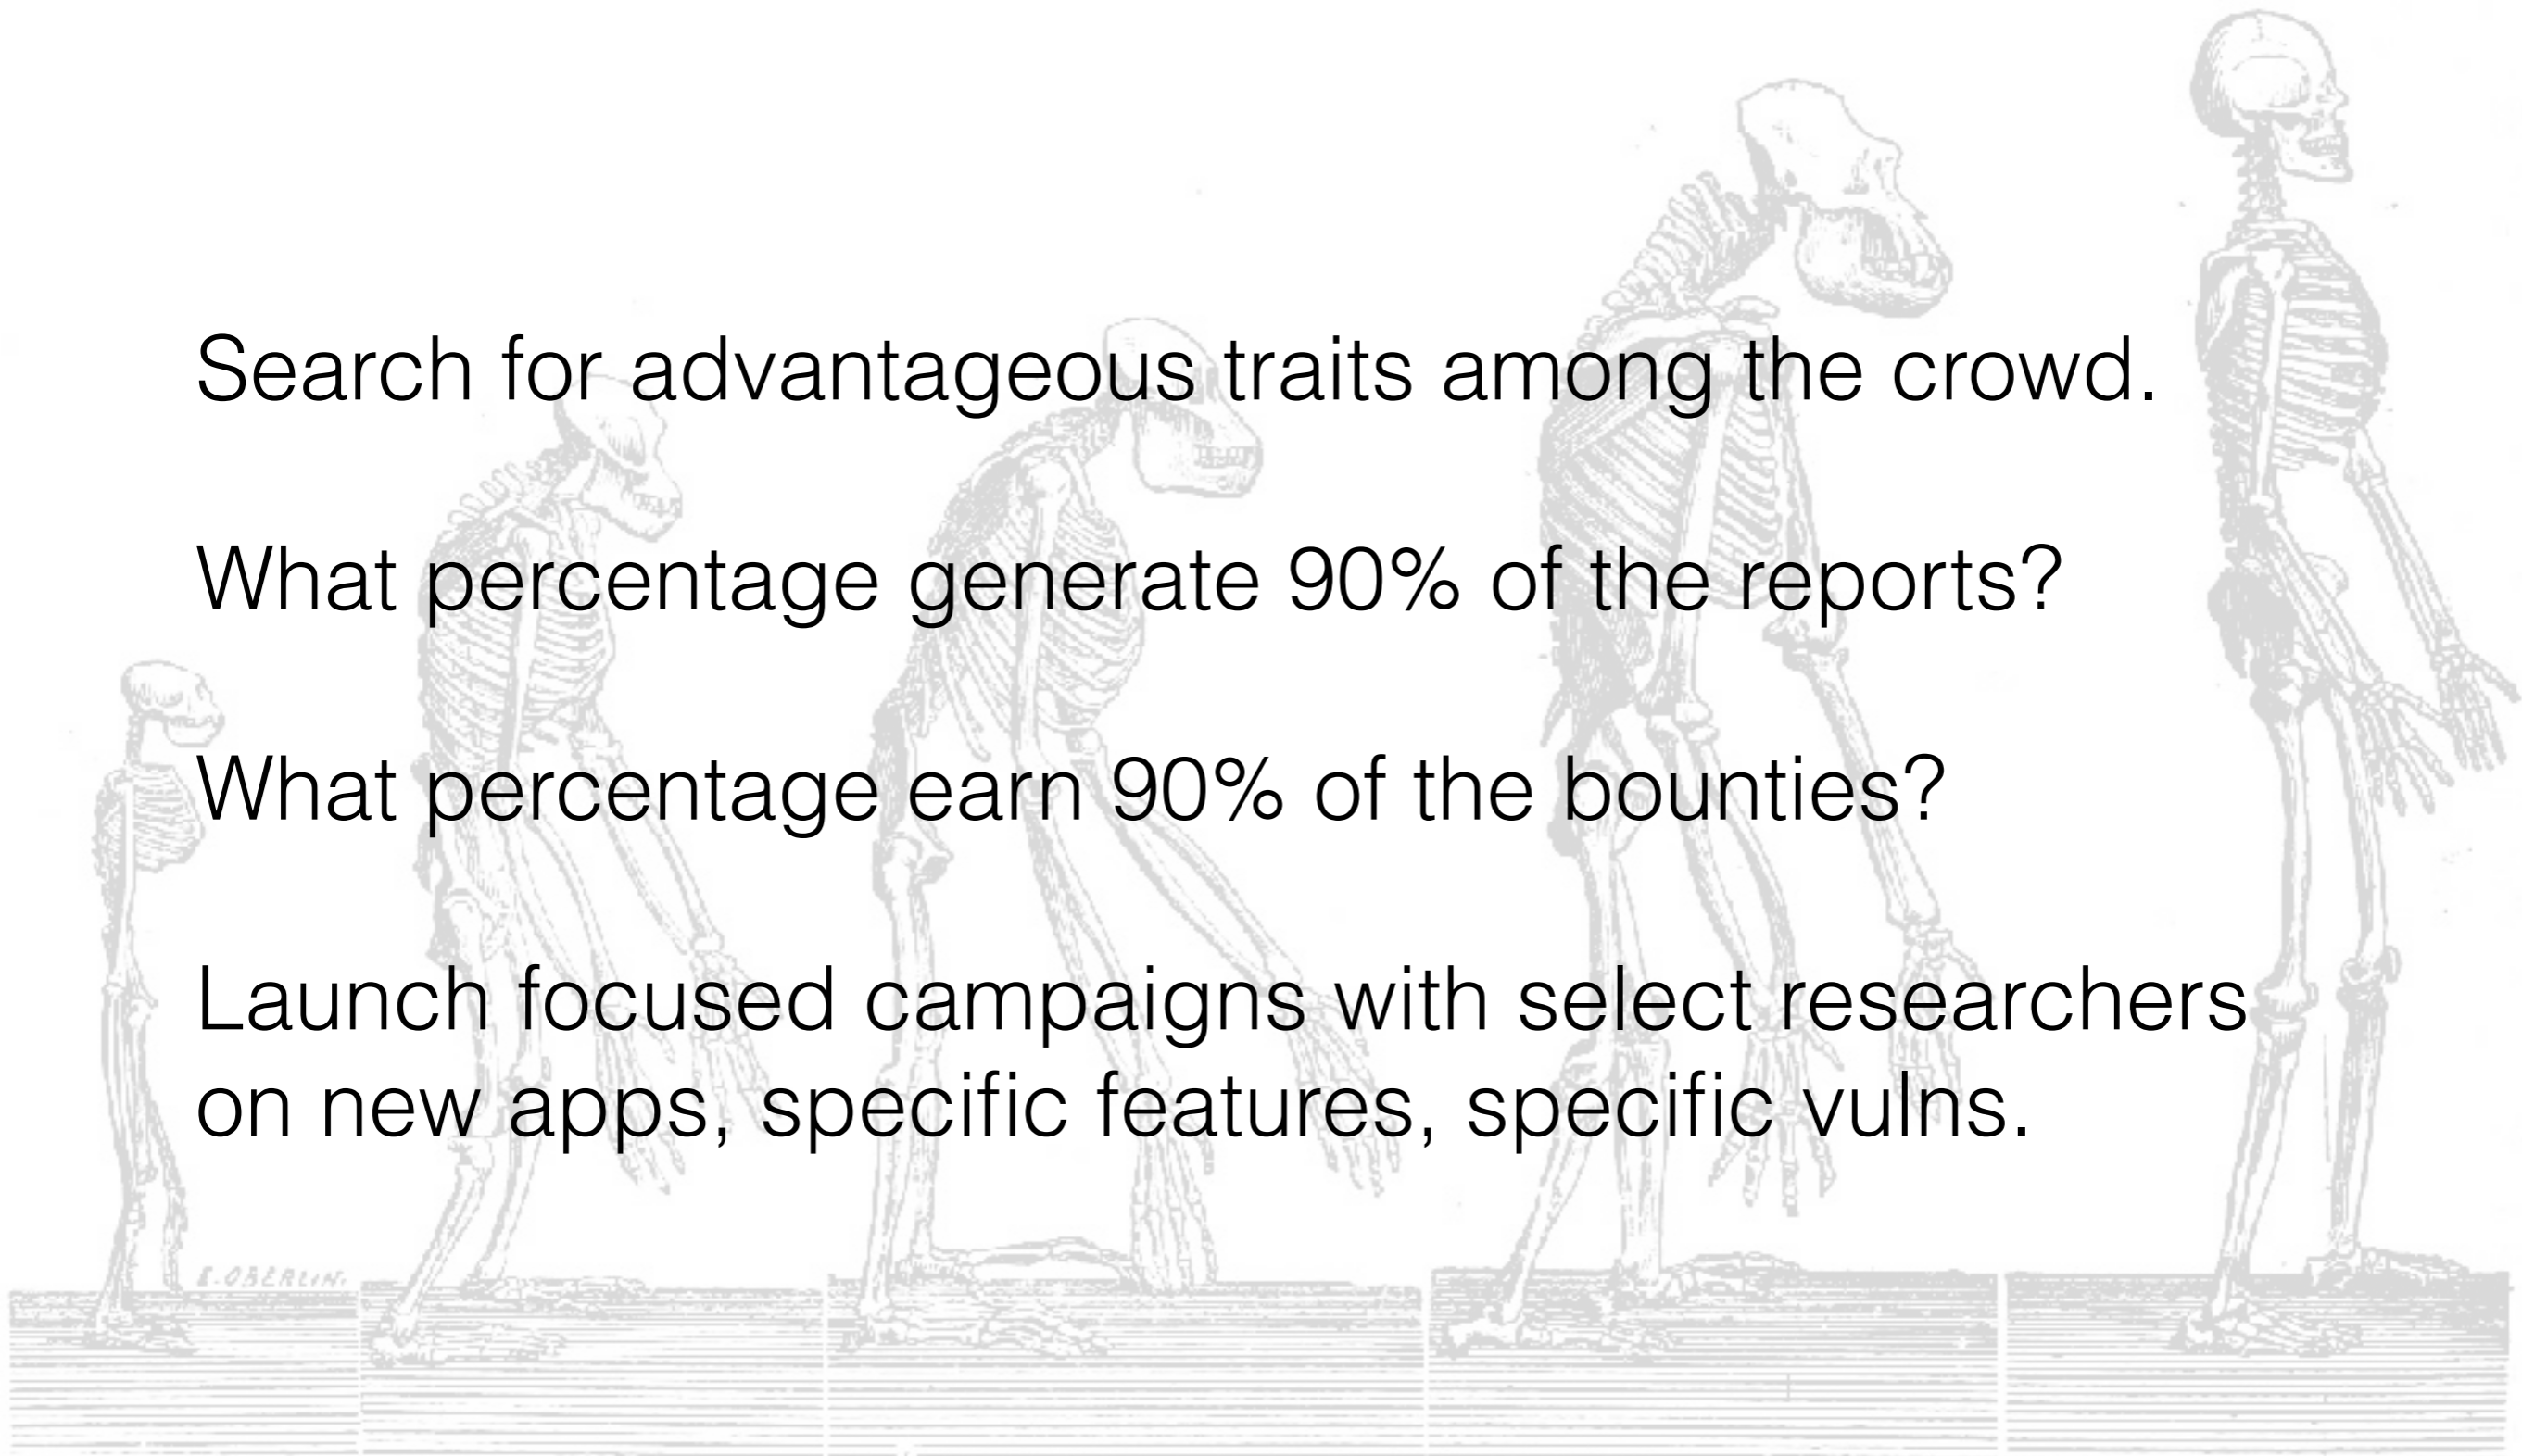 Search for advantageous traits among the crowd.
What percentage generate 90% of the reports?
What percentage earn 90% of the bounties?
Launch focused campaigns with select researchers
on new apps, specific features, specific vulns.
E. OBERLIN.